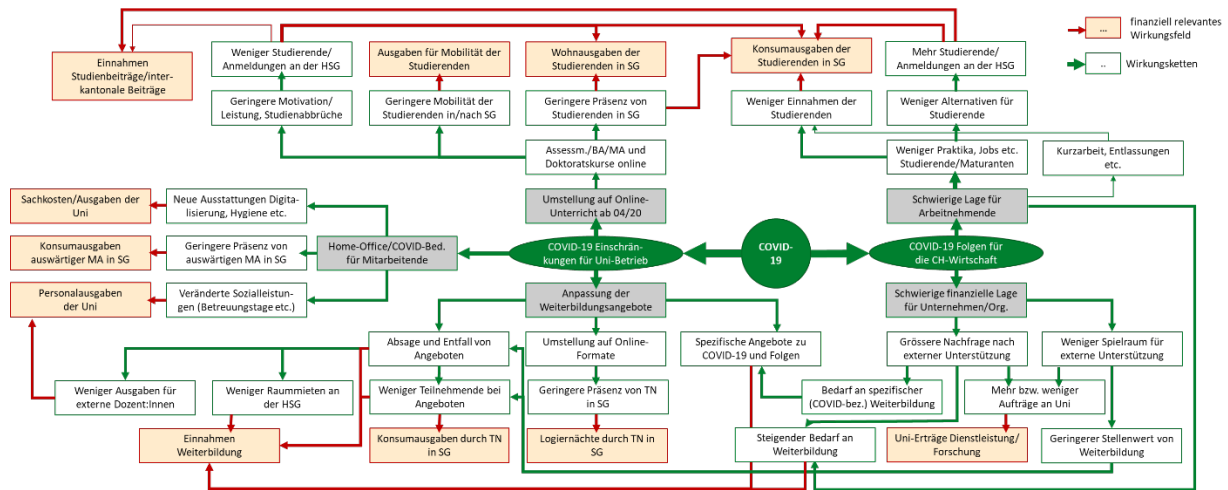 Einnahmen
Studienbeiträge/inter-
kantonale Beiträge
Weniger Studierende/
Anmeldungen an der HSG
Ausgaben für Mobilität der
Studierenden
Wohnausgaben der
Studierenden in SG
Konsumausgaben der
Studierenden in SG
Mehr Studierende/
Anmeldungen an der HSG
...
finanziell relevantes
Wirkungsfeld
..
Wirkungsketten
Geringere Motivation/
Leistung, Studienabbrüche
Geringere Mobilität der
Studierenden in/nach SG
Geringere Präsenz von
Studierenden in SG
Weniger Einnahmen der
Studierenden
Weniger Alternativen für
Studierende
Assessm./BA/MA und
Doktoratskurse online
Weniger Praktika, Jobs etc.
Studierende/Maturanten
Kurzarbeit, Entlassungen
etc.
Sachkosten/Ausgaben der
Uni
Neue Ausstattungen Digita-
lisierung, Hygiene etc.
Umstellung auf Online-
Unterricht ab 04/20
Schwierige Lage für
Arbeitnehmende
Konsumausgaben
auswärtiger MA in SG
Geringere Präsenz von
auswärtigen MA in SG
Home-Office/COVID-Bed.
für Mitarbeitende
COVID-19 Einschrän-
kungen für Uni-Betrieb
COVID-
19
COVID-19 Folgen für
die CH-Wirtschaft
Personalausgaben
der Uni
Veränderte Sozialleistun-
gen (Betreuungstage etc.)
Anpassung der
Weiterbildungsangebote
Schwierige finanzielle Lage
für Unternehmen/Org.
Absage und Entfall von
Angeboten
Umstellung auf Online-
Formate
Spezifische Angebote zu
COVID-19 und Folgen
Grössere Nachfrage nach
externer Unterstützung
Weniger Spielraum für
externe Unterstützung
Weniger Ausgaben für
externe Dozent:Innen
Weniger Raummieten an
der HSG
Weniger Teilnehmende bei
Angeboten
Geringere Präsenz von TN
in SG
Bedarf an spezifischer
(COVID-bez.) Weiterbildung
Mehr bzw. weniger
Aufträge an Uni
Einnahmen
Weiterbildung
Konsumausgaben durch TN
in SG
Logiernächte durch TN in
SG
Steigender Bedarf an
Weiterbildung
Uni-Erträge Dienstleistung/
Forschung
Geringerer Stellenwert von
Weiterbildung